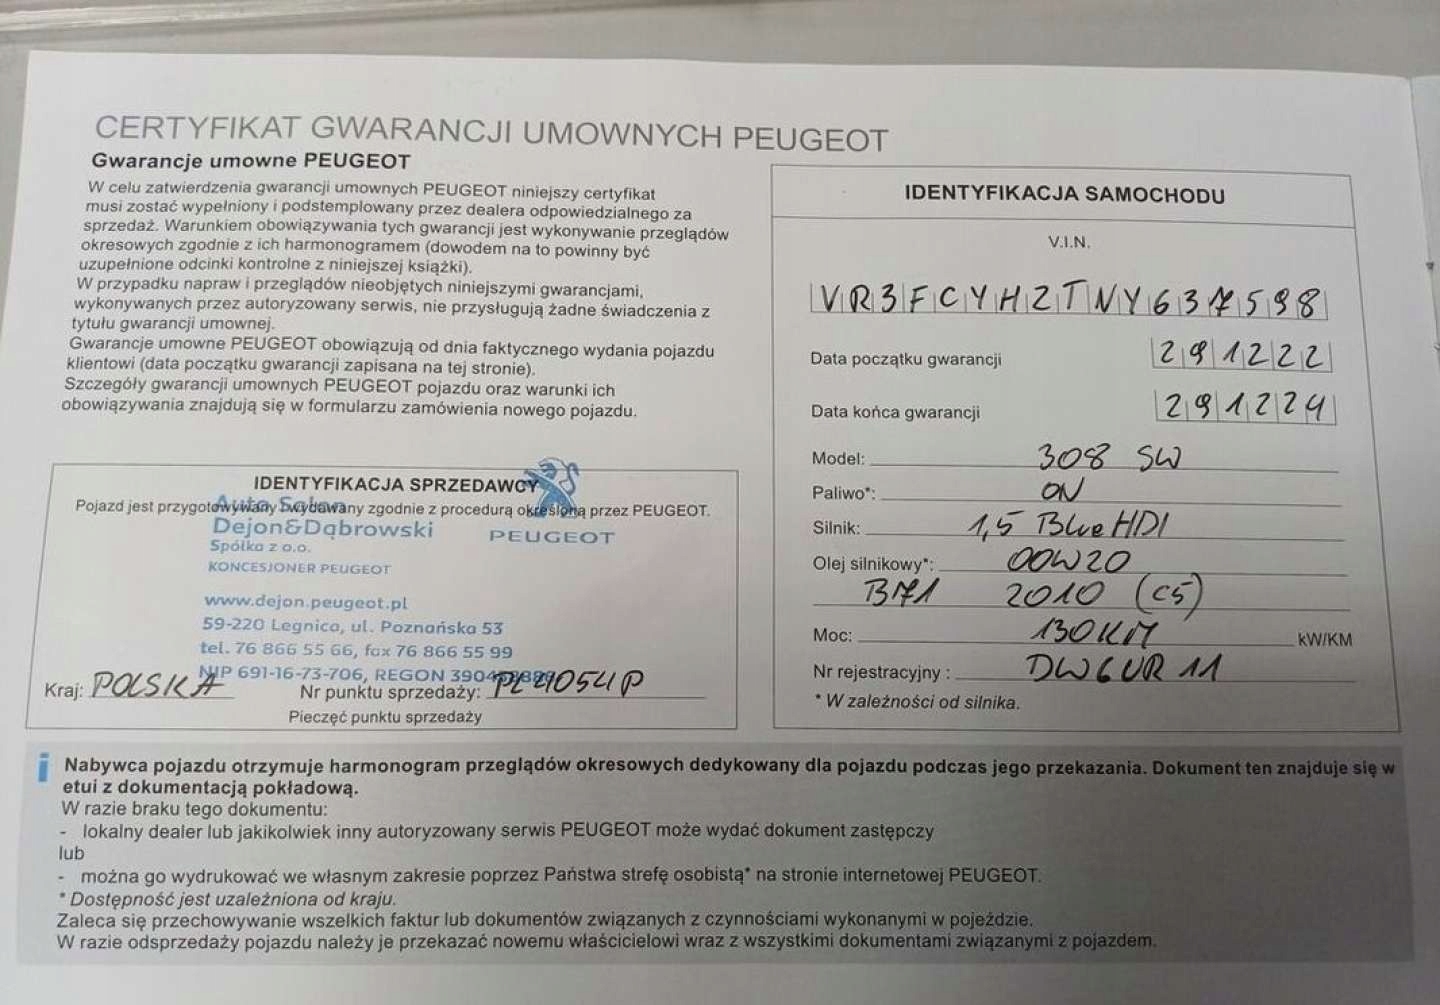 CERTYFIKAT GWARANCJI UMOWNYCH PEUGEOT
Gwarancje umowne PEUGEOT
W celu zatwierdzenia gwarancji umownych PEUGEOT niniejszy certyfikat
musi zostać wypełniony i podstemplowany przez dealera odpowiedzialnego za
sprzedaż. Warunkiem obowiązywania tych gwarancji jest wykonywanie przeglądów
okresowych zgodnie z ich harmonogramem (dowodem na to powinny być
uzupełnione odcinki kontrolne z niniejszej książki).
W przypadku napraw i przeglądów nieobjętych niniejszymi gwarancjami,
wykonywanych przez autoryzowany serwis, nie przysługują żadne świadczenia z
tytułu gwarancji umownej.
Gwarancje umowne PEUGEOT obowiązują od dnia faktycznego wydania pojazdu
klientowi (data początku gwarancji zapisana na tej stronie).
Szczegóły gwarancji umownych PEUGEOT pojazdu oraz warunki ich
obowiązywania znajdują się w formularzu zamówienia nowego pojazdu.
IDENTYFIKACJA SPRZEDAWCY
Pojazd jest przygotowywany i wydawany zgodnie z procedurą określoną przez PEUGEOT.
Auto Salon
Dejon&Dąbrowski
PEUGEOT
Spółka z o.o.
KONCESJONER PEUGEOT
www.dejon.peugeot.pl
59-220 Legnica, ul. Poznańska 53
tel. 76 866 55 66, fax 76 866 55 99
NIP 691-16-73-706, REGON
Kraj: POLSKA
Nr punktu sprzedaży: PL41054P
Pieczęć punktu sprzedaży
IDENTYFIKACJA SAMOCHODU
V.I.N.
VR3FCYHZTNY637598
Data początku gwarancji 291222
Data końca gwarancji 291224
Model: 308 SW
Paliwo*: ON
Silnik: 1,5 BlueHDI
Olej silnikowy*: 00W20
B71 2010 (C5)
Moc: 130KM kW/KM
Nr rejestracyjny : DW6UR11
* W zależności od silnika.
i
Nabywca pojazdu otrzymuje harmonogram przeglądów okresowych dedykowany dla pojazdu podczas jego przekazania. Dokument ten znajduje się w
etui z dokumentacją pokładową.
W razie braku tego dokumentu:
- lokalny dealer lub jakikolwiek inny autoryzowany serwis PEUGEOT może wydać dokument zastępczy
lub
- można go wydrukować we własnym zakresie poprzez Państwa strefę osobistą* na stronie internetowej PEUGEOT.
* Dostępność jest uzależniona od kraju.
Zaleca się przechowywanie wszelkich faktur lub dokumentów związanych z czynnościami wykonanymi w pojeździe.
W razie odsprzedaży pojazdu należy je przekazać nowemu właścicielowi wraz z wszystkimi dokumentami związanymi z pojazdem.